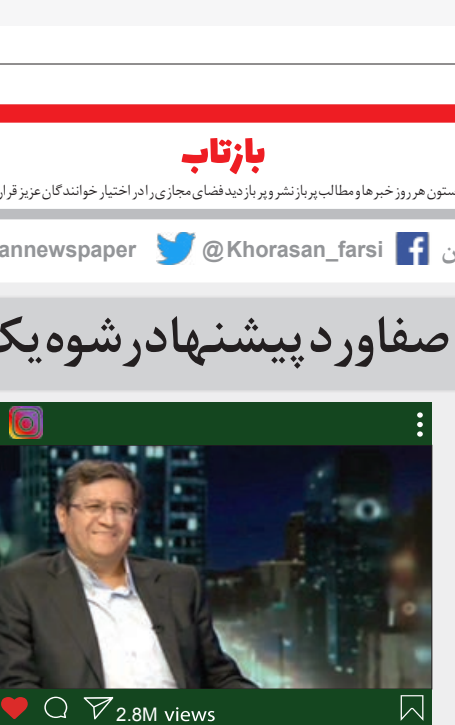 بازتاب
ستون هر روز خبرها و مطالب پربازنشر و پربازدید فضای مجازی را در اختیار خوانندگان عزیز قرار
ن @Khorasan_farsi annewspaper
صفاورد پیشنهاد رشوه یک
2.8M views